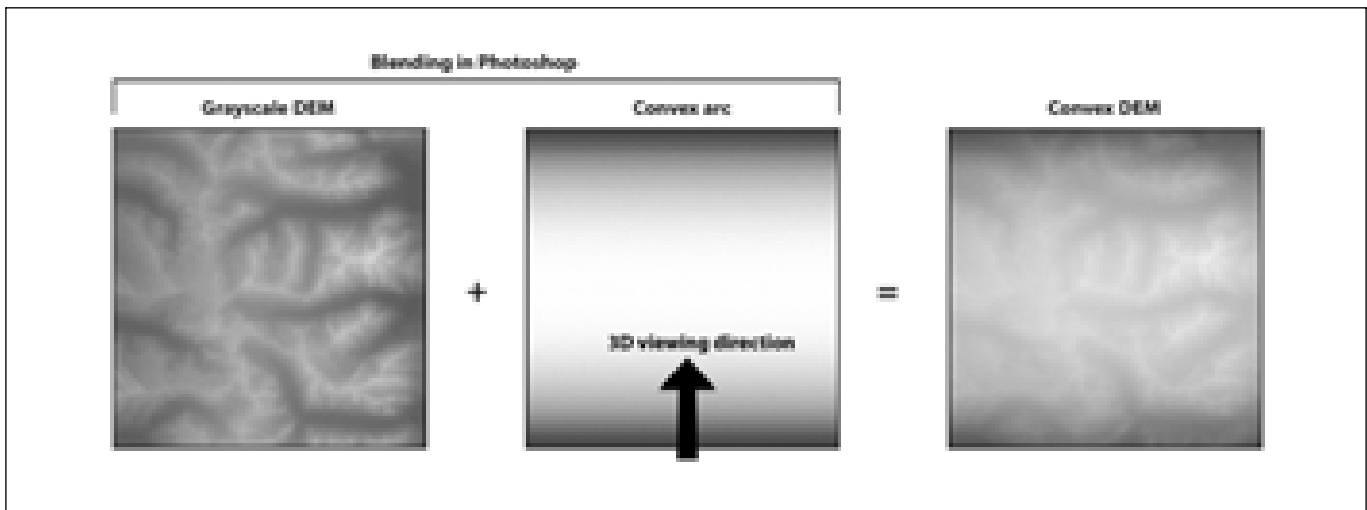 Blending in Photoshop
Grayscale DEM
Convex arc
Convex DEM
+
=
3D viewing direction